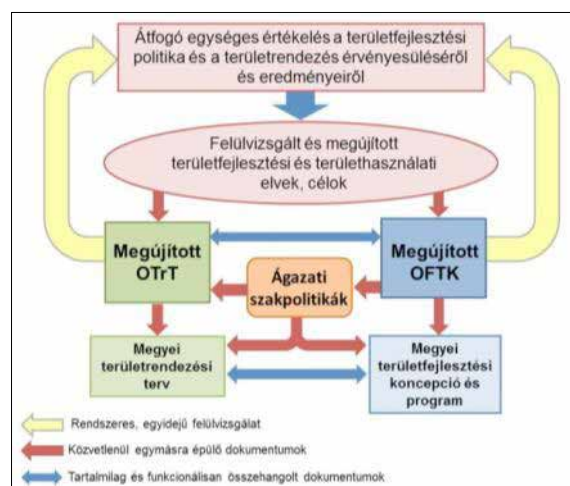 Átfogó egységes értékelés a területfejlesztési
politika és a területrendezés érvényesüléséről
és eredményeiről
Felülvizsgált és megújított
területfejlesztési és területhasználati
elvek, célok
Megújított
OTrT
Megújított
OFTK
Ágazati
szakpolitikák
Megyei
területrendezési
terv
Megyei
területfejlesztési
koncepció és
program
Rendszeres, egyidejű felülvizsgálat
Közvetlenül egymásra épülő dokumentumok
Tartalmilag és funkcionálisan összehangolt dokumentumok